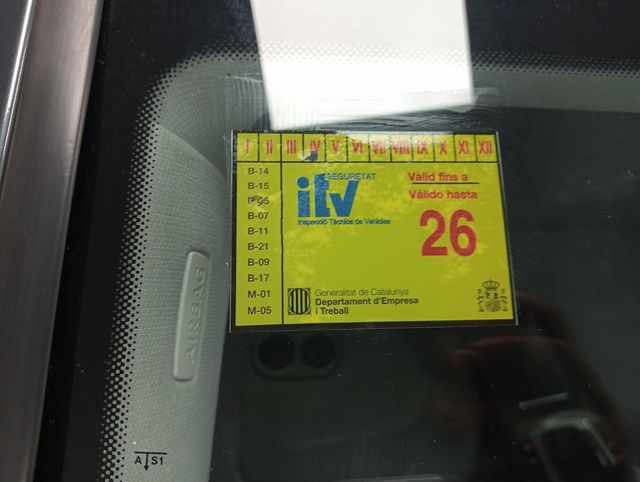 I II III IV V VI VII VIII IX X XI XII
B-14
B-15
B-05
B-07
B-11
B-21
B-09
B-17
M-01
M-05
SEGURETAT
itv
Inspecció Tècnica de Vehicles
Vàlid fins a
Válido hasta
26
Generalitat de Catalunya
Departament d'Empresa
i Treball
AIRBAG
A S1